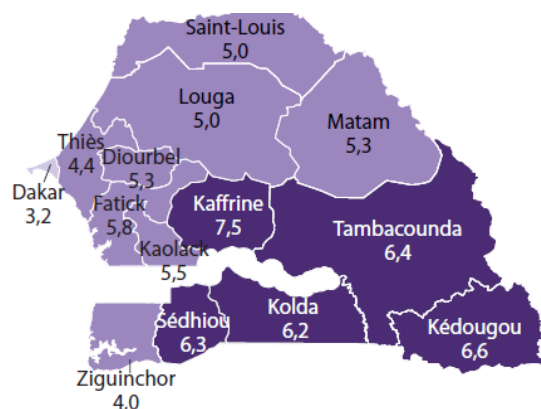 Saint-Louis
5,0
Louga
5,0
Matam
5,3
Thiès
4,4
Diourbel
5,3
Dakar
3,2
Fatick
5,8
Kaffrine
7,5
Tambacounda
6,4
Kaolack
5,5
Sédhiou
6,3
Kolda
6,2
Kédougou
6,6
Ziguinchor
4,0